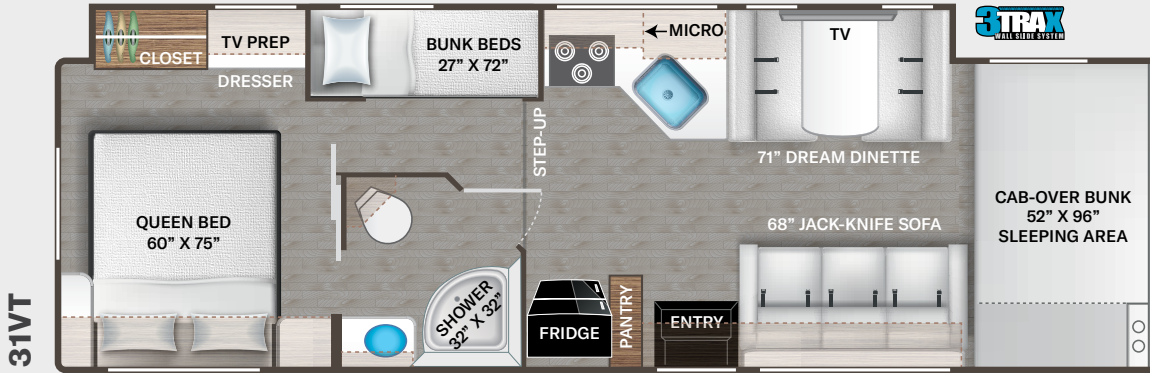 3TRAX
WALL SLIDE SYSTEM
CLOSET
TV PREP
DRESSER
BUNK BEDS
27” X 72”
MICRO
TV
STEP-UP
71” DREAM DINETTE
QUEEN BED
60” X 75”
68” JACK-KNIFE SOFA
CAB-OVER BUNK
52” X 96”
SLEEPING AREA
SHOWER
32” X 32”
FRIDGE
PANTRY
ENTRY
31VT